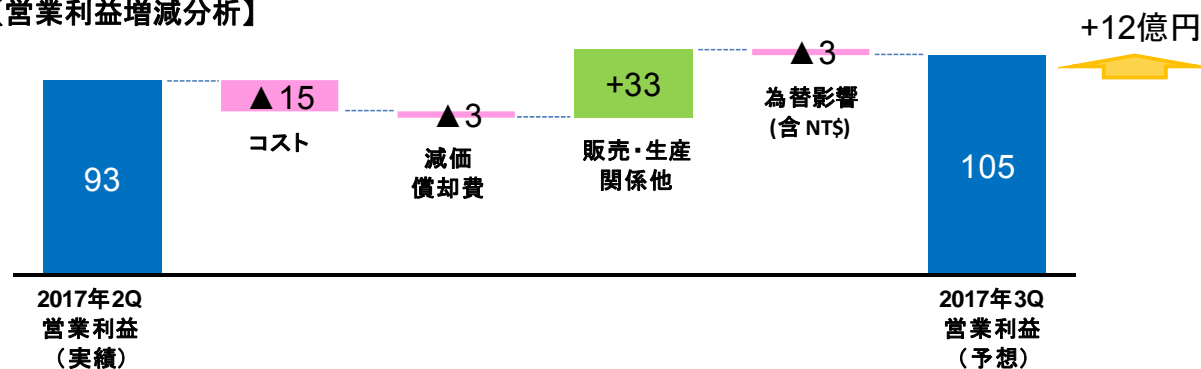 【営業利益増減分析】
+12億円
93
▲15
コスト
▲3
減価
償却費
+33
販売・生産
関係他
▲3
為替影響
(含 NT$)
105
2017年2Q
営業利益
（実績）
2017年3Q
営業利益
（予想）